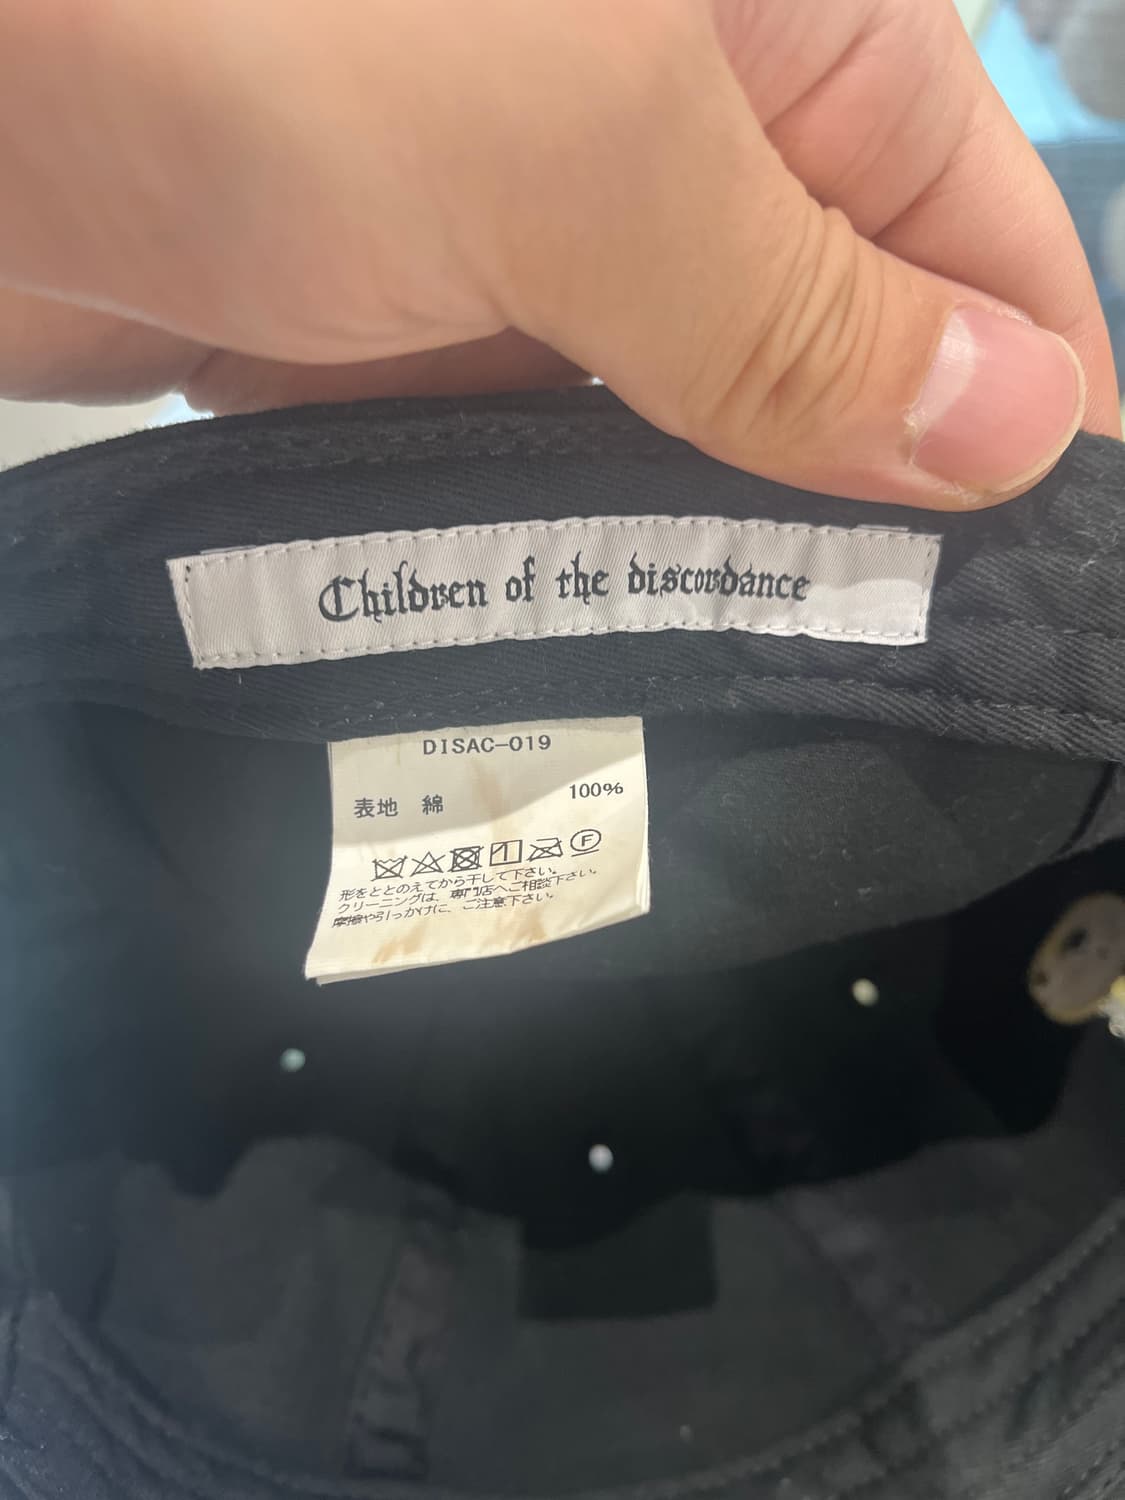 Children of the discordance
DISAC-019
表地 綿 100%
F
形をととのえてから干して下さい。
クリーニングは、専門店へご相談下さい。
摩擦や引っかけに、ご注意下さい。